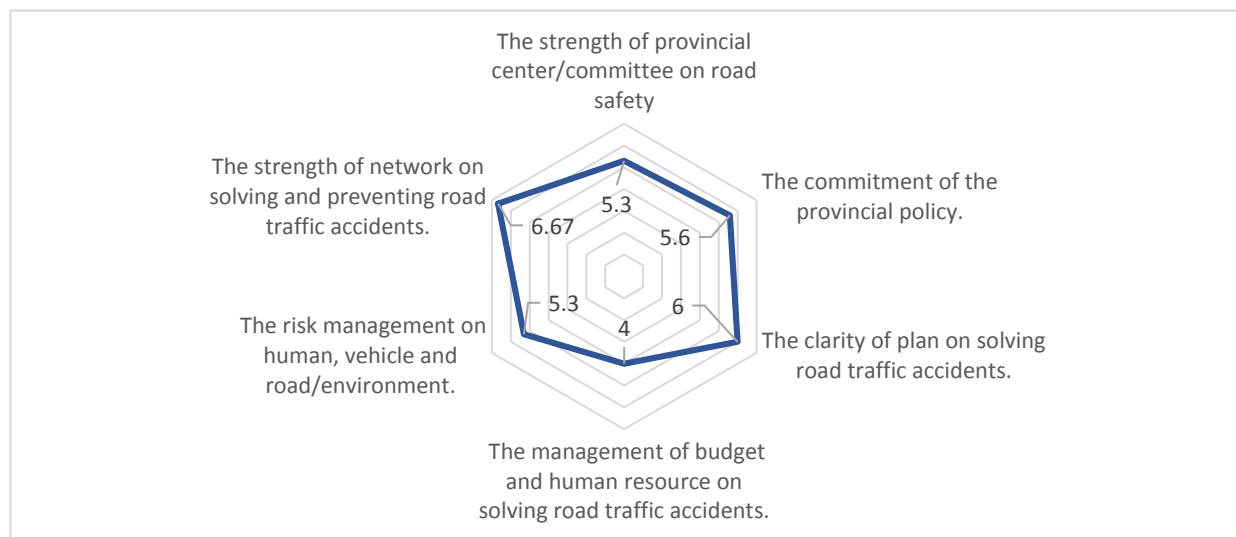 The strength of provincial
center/committee on road
safety
The strength of network on
solving and preventing road
traffic accidents.
The commitment of the
provincial policy.
5.3
6.67
5.6
5.3
6
4
The risk management on
human, vehicle and
road/environment.
The clarity of plan on solving
road traffic accidents.
The management of budget
and human resource on
solving road traffic accidents.